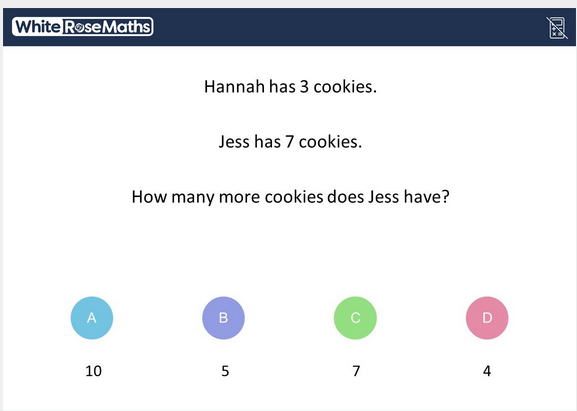 White Rose Maths
Hannah has 3 cookies.
Jess has 7 cookies.
How many more cookies does Jess have?
A B C D
10 5 7 4